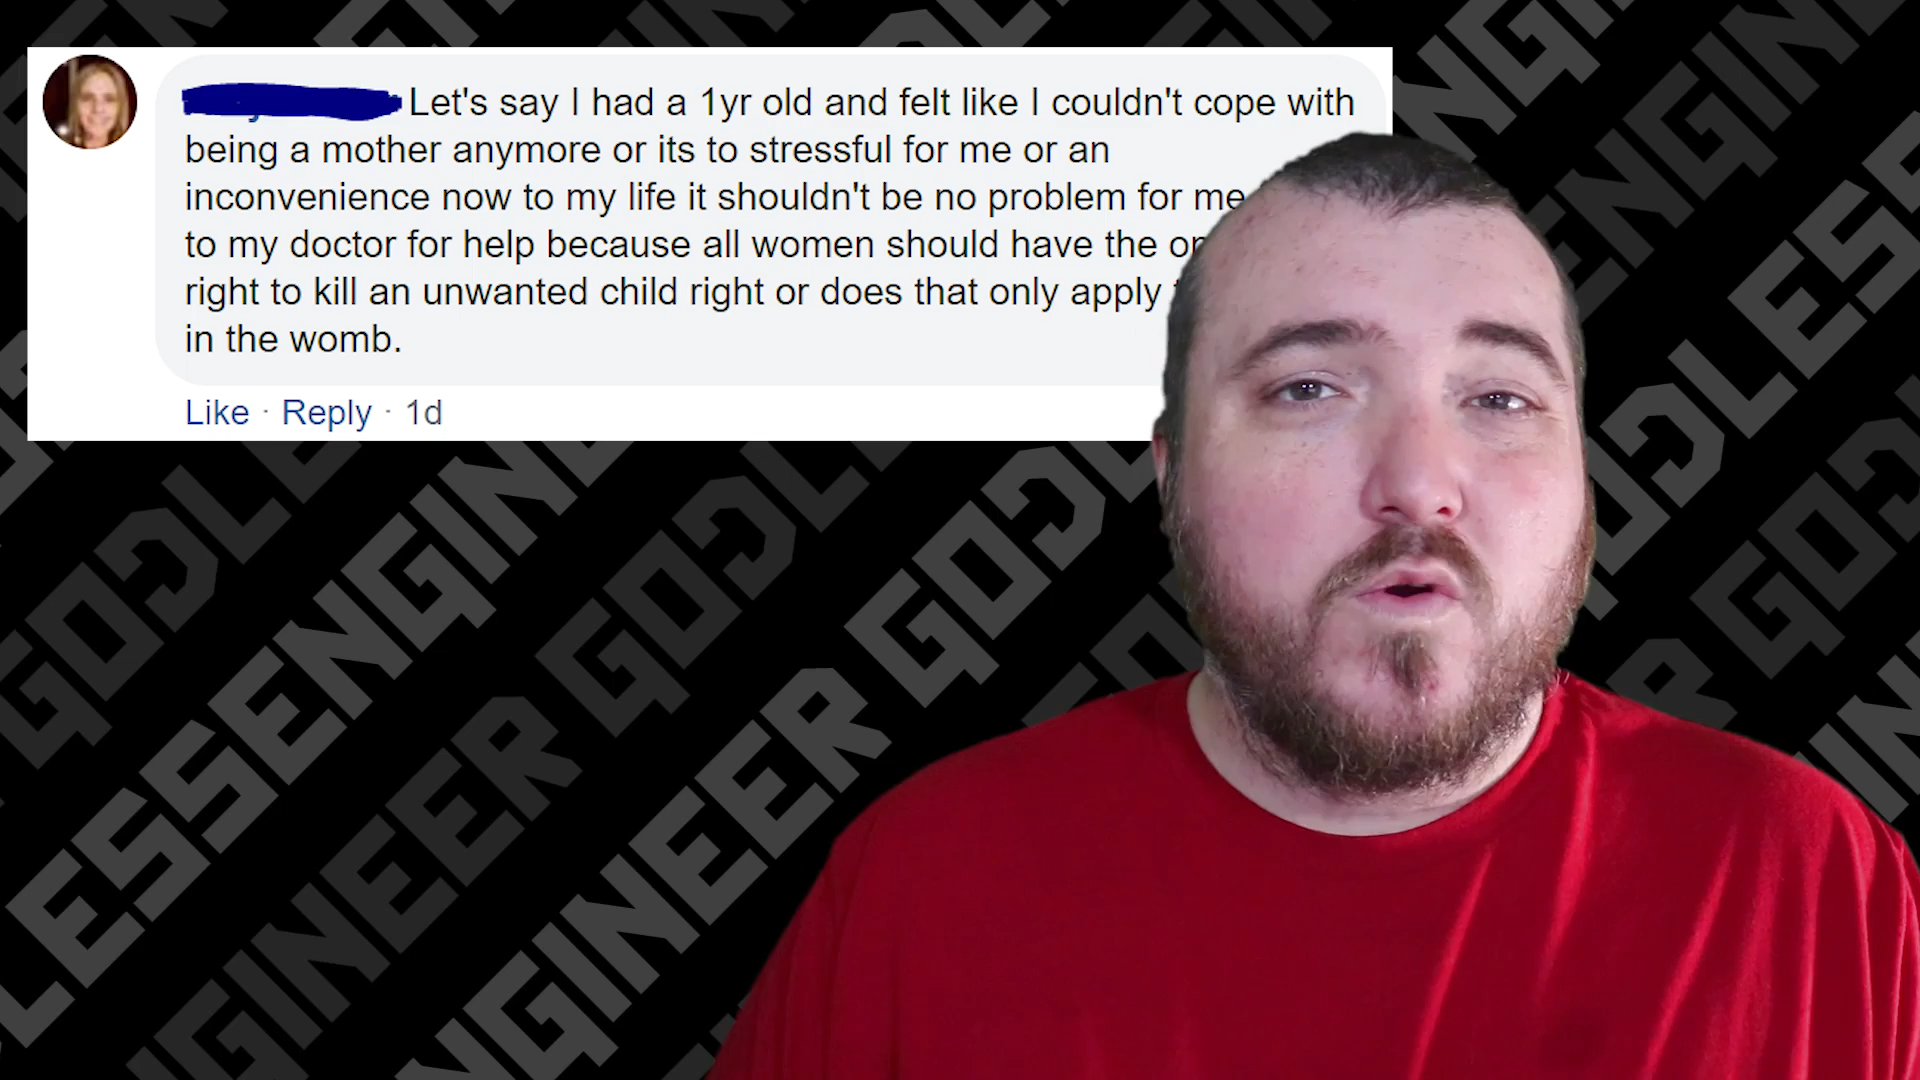 Let's say I had a 1yr old and felt like I couldn't cope with
being a mother anymore or its to stressful for me or an
inconvenience now to my life it shouldn't be no problem for me
to my doctor for help because all women should have the
right to kill an unwanted child right or does that only apply
in the womb.
Like · Reply · 1d
GODLESSENGINEER
GODLESSENGINEER
GODLESSENGINEER